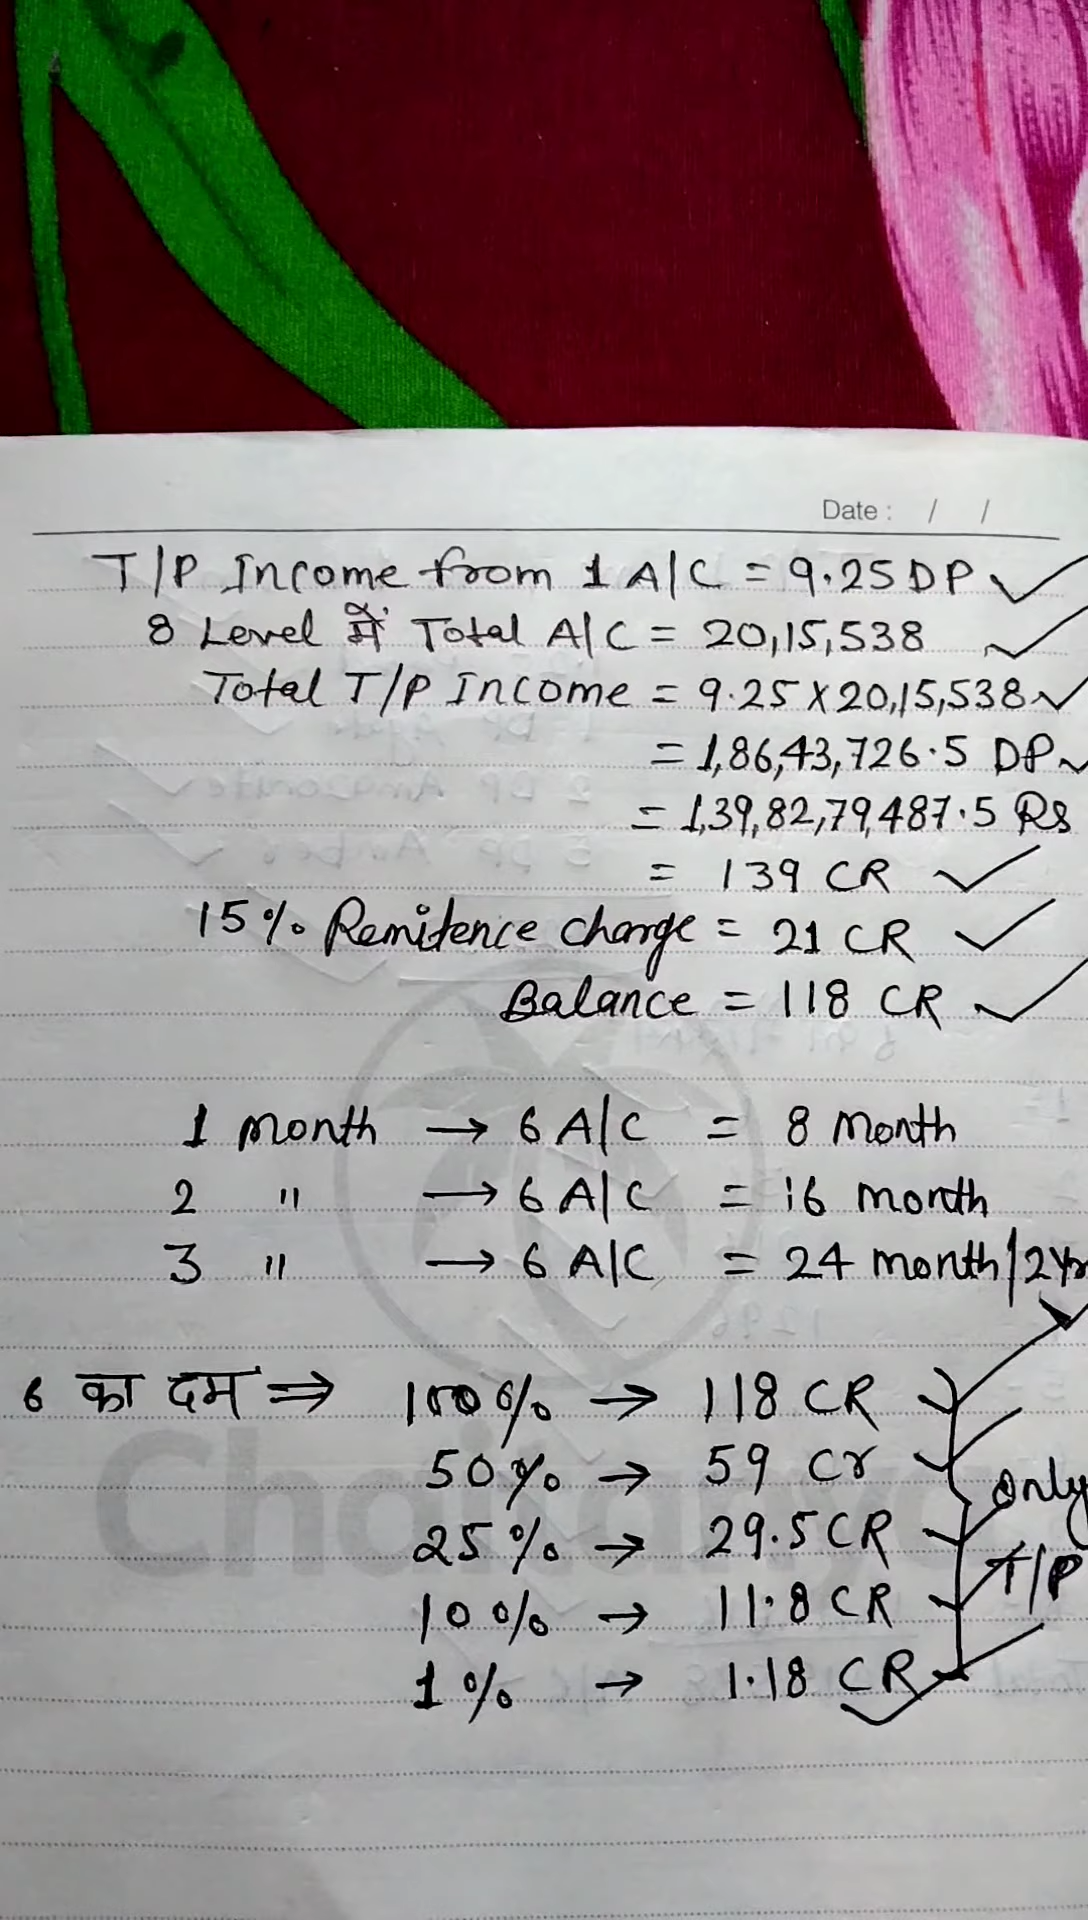 Date : / /
T/P Income from 1 A/C = 9.25 DP
8 Level में Total A/C = 20,15,538
Total T/P Income = 9.25 X 20,15,538
= 1,86,43,726.5 DP
= 1,39,82,79,487.5 Rs
= 139 CR
15% Remitence charge = 21 CR
Balance = 118 CR
1 month → 6 A/C = 8 month
2 " → 6 A/C = 16 month
3 " → 6 A/C = 24 month/2Yr
6 का दम ⇒ 100% → 118 CR
50% → 59 Cr
25% → 29.5 CR
10% → 11.8 CR
1% → 1.18 CR
only
T/P